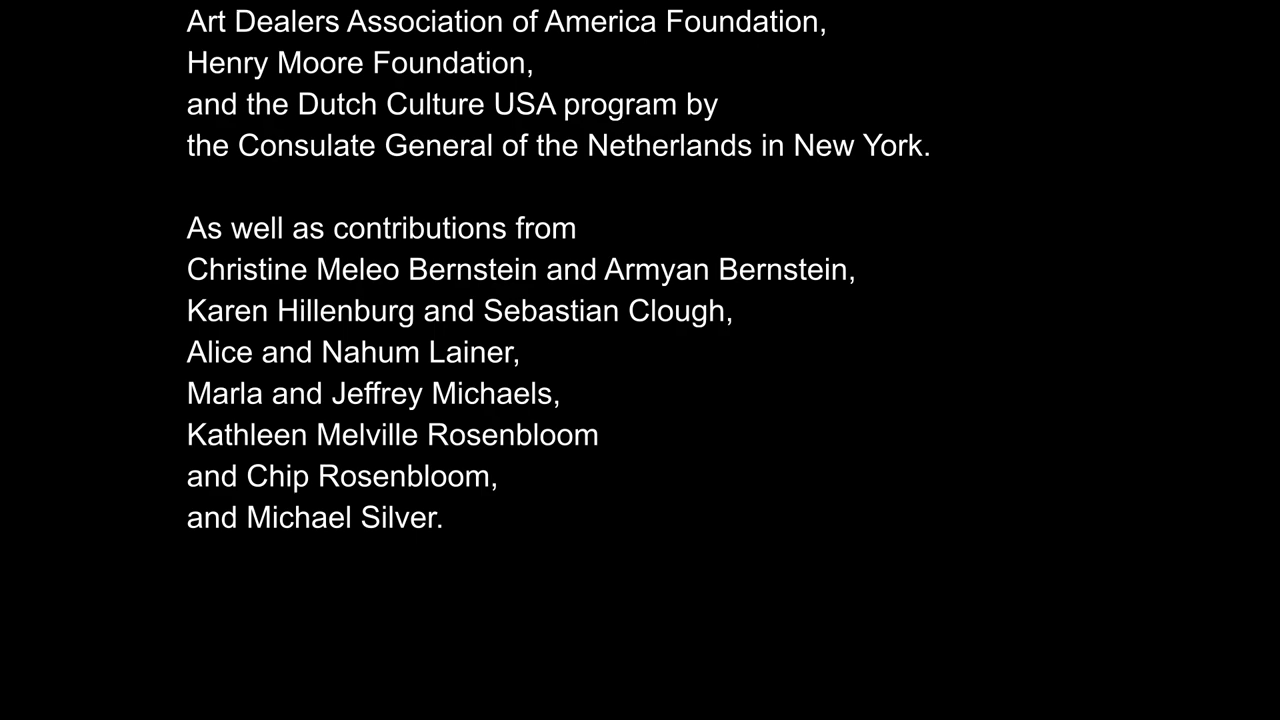 Art Dealers Association of America Foundation,
Henry Moore Foundation,
and the Dutch Culture USA program by
the Consulate General of the Netherlands in New York.
As well as contributions from
Christine Meleo Bernstein and Armyan Bernstein,
Karen Hillenburg and Sebastian Clough,
Alice and Nahum Lainer,
Marla and Jeffrey Michaels,
Kathleen Melville Rosenbloom
and Chip Rosenbloom,
and Michael Silver.